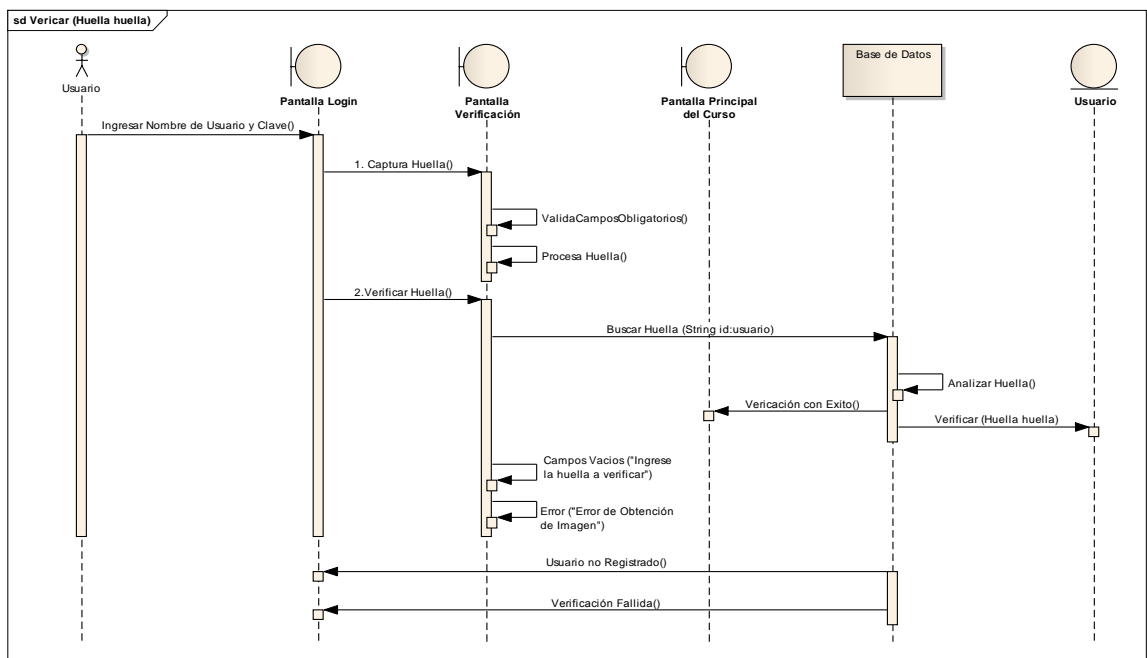 sd Vericar (Huella huella)
Usuario
Pantalla Login
Pantalla
Verificación
Pantalla Principal
del Curso
Base de Datos
Usuario
Ingresar Nombre de Usuario y Clave()
1. Captura Huella()
ValidaCamposObligatorios()
Procesa Huella()
2.Verificar Huella()
Buscar Huella (String id:usuario)
Analizar Huella()
Vericación con Exito()
Verificar (Huella huella)
Campos Vacios ("Ingrese
la huella a verificar")
Error ("Error de Obtención
de Imagen")
Usuario no Registrado()
Verificación Fallida()